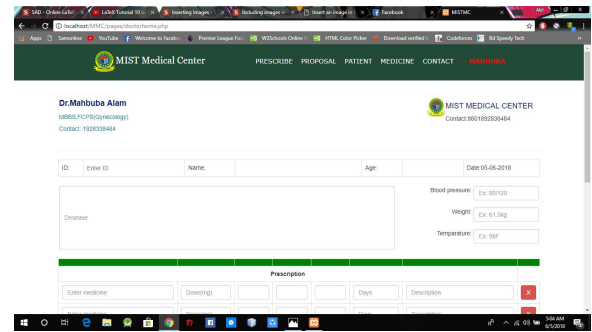 SAD - Online LaTeX
LaTeX Tutorial 10
Inserting Images -
Including images
Insert an image in
Facebook
MISTMC
localhost/MMC/pages/doctorhome.php
Apps
Samonline
YouTube
Welcome to Facebo
Premier League
W3Schools Online
HTML Color Picker
Download verified
Codeforces
Bd Speedy Tech
MIST Medical Center
PRESCRIBE PROPOSAL PATIENT MEDICINE CONTACT - MAHBUBA
Dr.Mahbuba Alam
MBBS,FCPS(Gynecology)
Contact: 1928338484
MIST MEDICAL CENTER
Contact:8801892838484
ID: Enter ID Name: Age: Date:05-06-2018
Blood pressure: Ex: 80/120
Desease
Weight: Ex: 61.5kg
Temparature: Ex: 98F
Prescription
Enter medicine Dose(mg) Days Description X
5:04 AM
6/5/2018